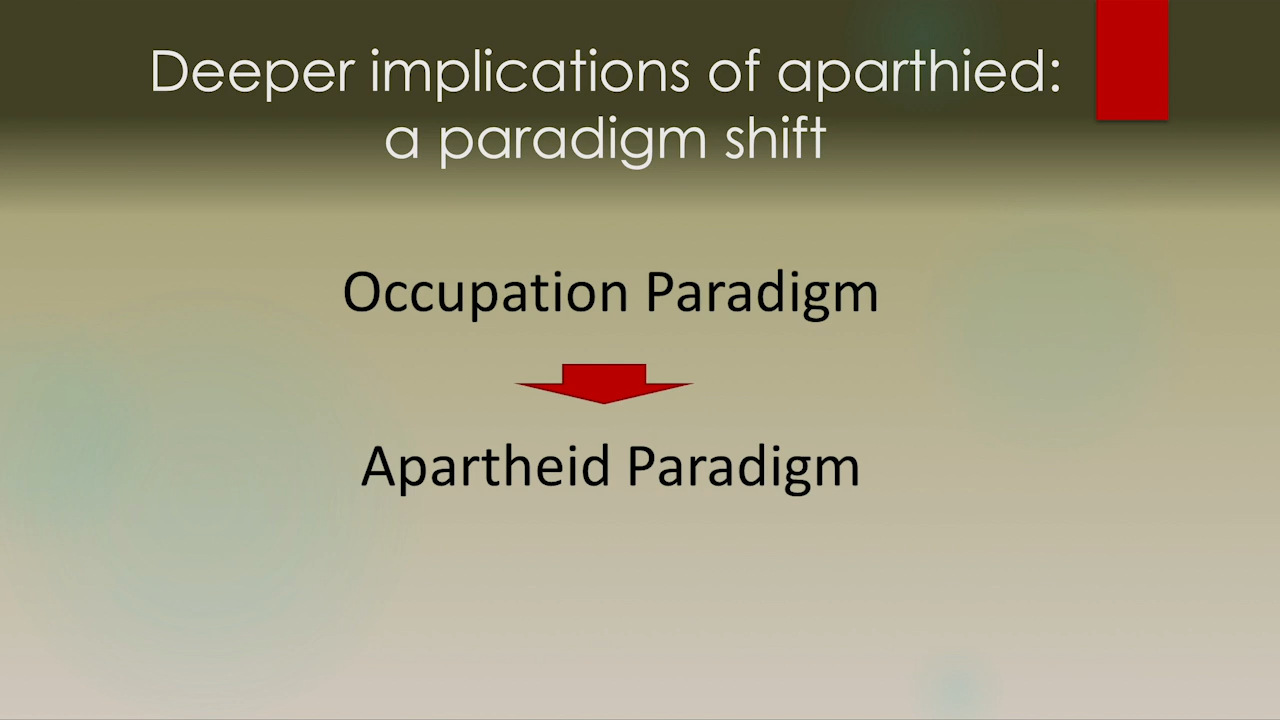 Deeper implications of aparthied:
a paradigm shift
Occupation Paradigm
Apartheid Paradigm